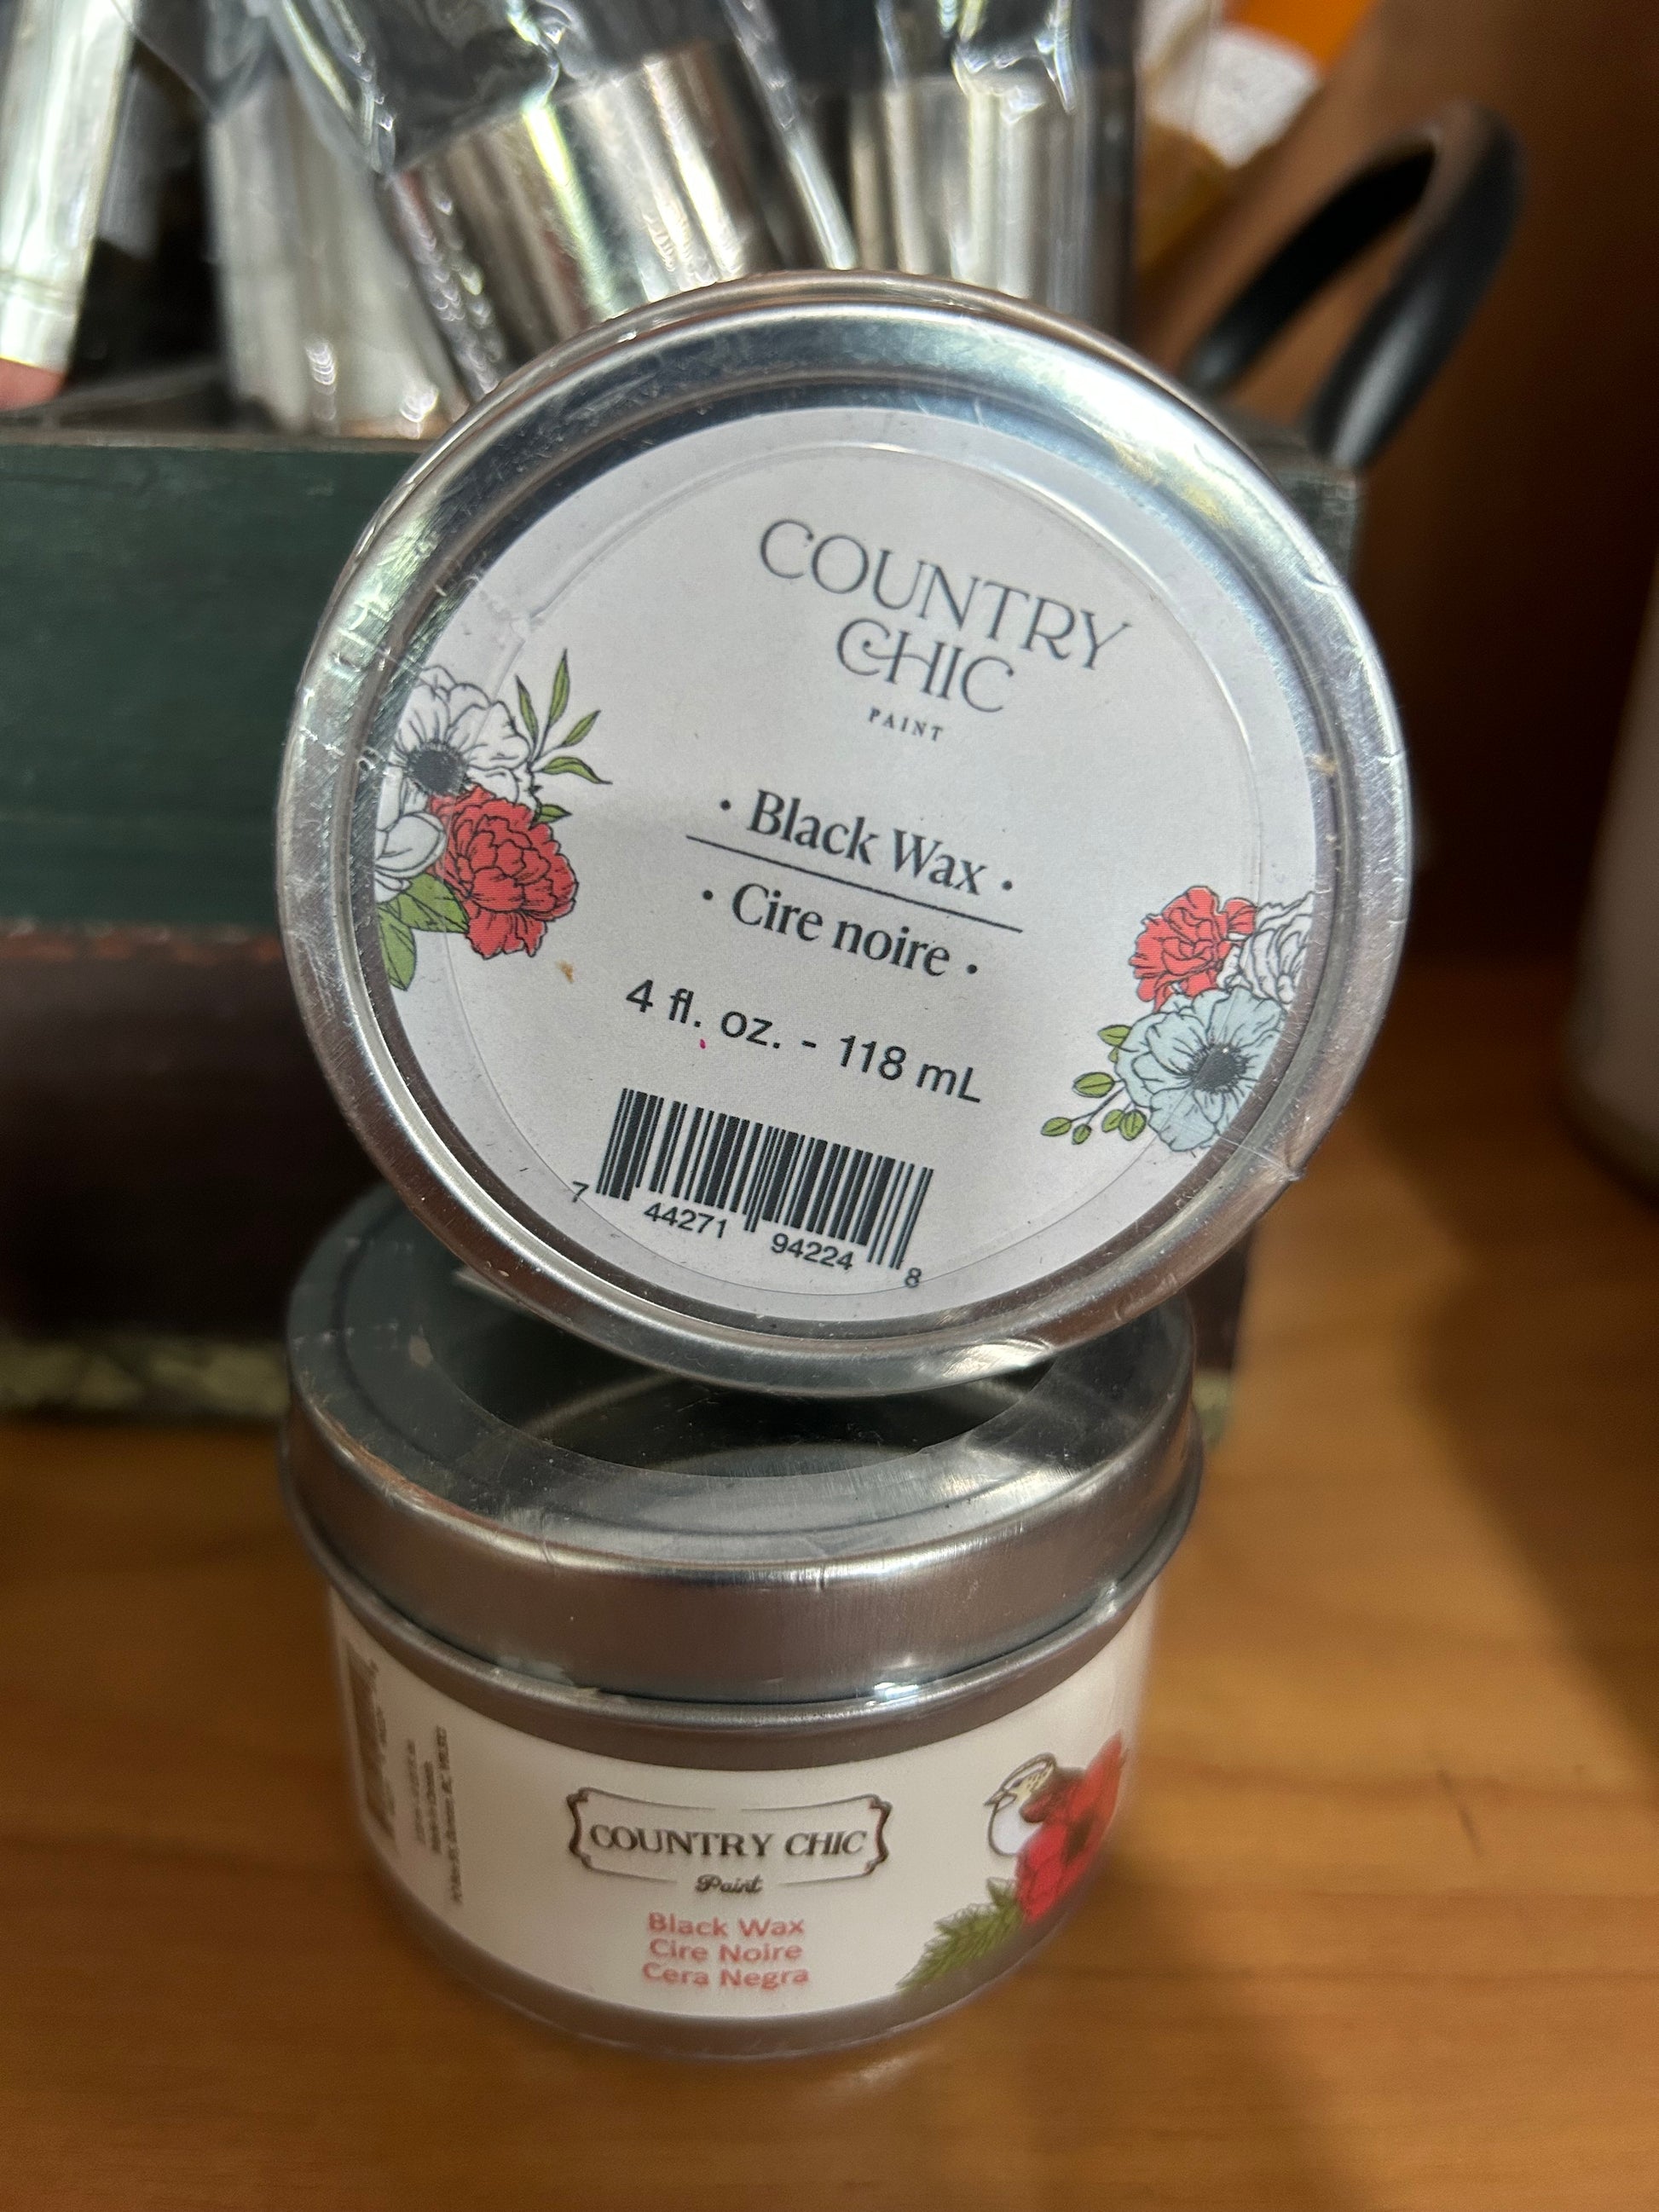 COUNTRY
CHIC
PAINT
• Black Wax •
• Cire noire •
4 fl. oz. - 118 mL
7 44271 94224 8
COUNTRY CHIC
Paint
Black Wax
Cire Noire
Cera Negra